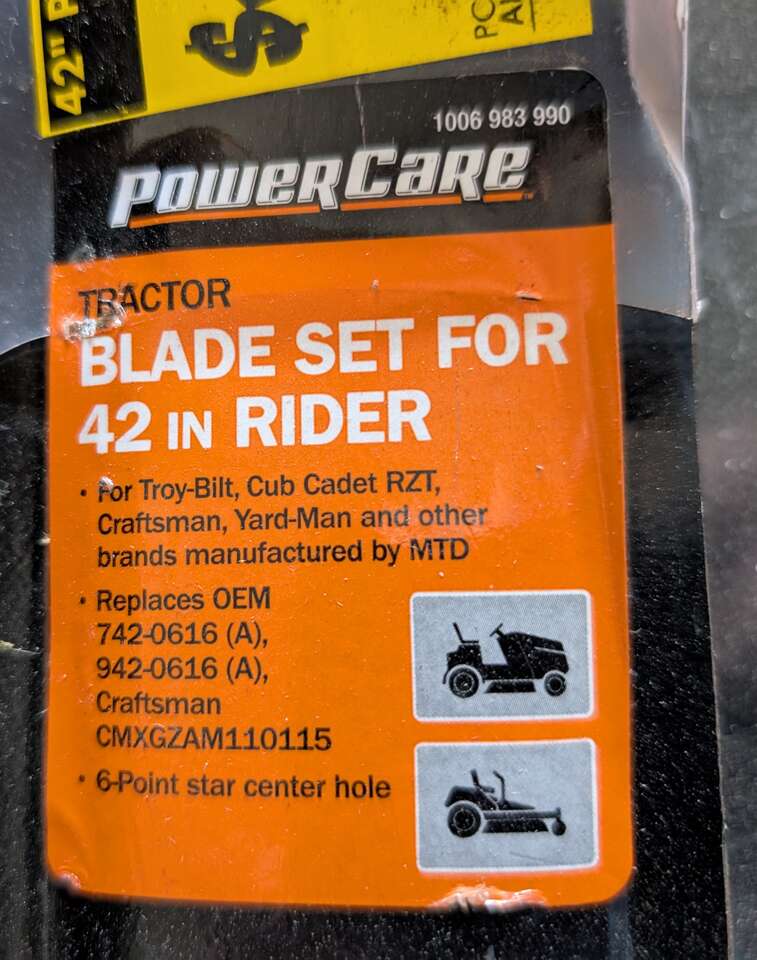 42" P
PC
A
1006 983 990
POWERCARE™
TRACTOR
BLADE SET FOR
42 IN RIDER
• For Troy-Bilt, Cub Cadet RZT,
Craftsman, Yard-Man and other
brands manufactured by MTD
• Replaces OEM
742-0616 (A),
942-0616 (A),
Craftsman
CMXGZAM110115
• 6-Point star center hole